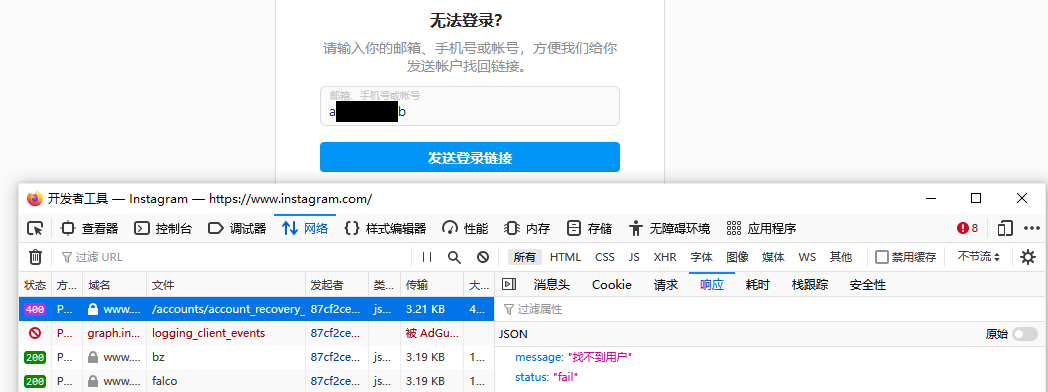 无法登录?
请输入你的邮箱、手机号或帐号，方便我们给你
发送帐户找回链接。
邮箱、手机号或帐号
a b
发送登录链接
开发者工具 — Instagram — https://www.instagram.com/
查看器 控制台 调试器 网络 {} 样式编辑器 性能 内存 存储 无障碍环境 应用程序 8
过滤 URL 所有 HTML CSS JS XHR 字体 图像 媒体 WS 其他 禁用缓存 不节流
状态 方... 域名 文件 发起者 类... 传输 大... 消息头 Cookie 请求 响应 耗时 栈跟踪 安全性
400 P... www.... /accounts/account_recovery_ 87cf2ce... js... 3.21 KB 4... 过滤属性
P... graph.in... logging_client_events 87cf2ce... 被 AdGu... JSON 原始
200 P... www.... bz 87cf2ce... js... 3.19 KB 1... message: "找不到用户"
200 P... www.... falco 87cf2ce... js... 3.19 KB 1... status: "fail"